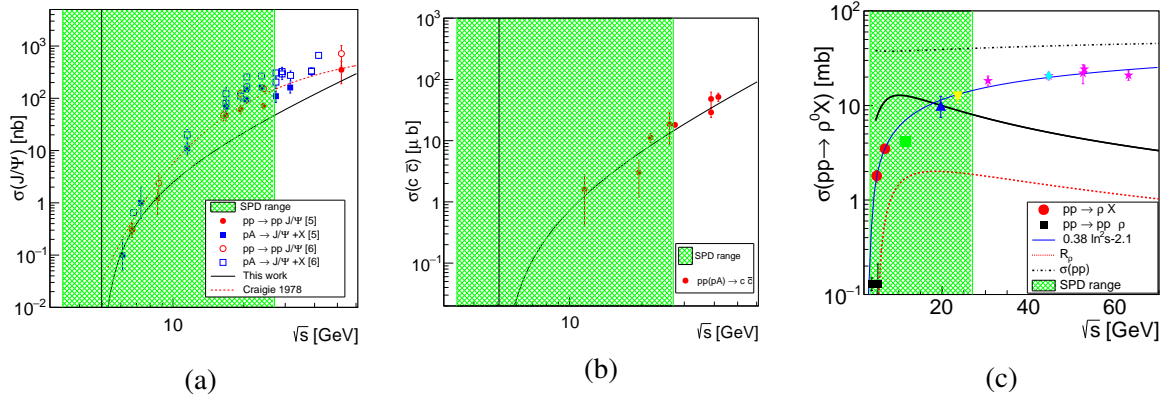 σ(J/Ψ) [nb]
10³
10²
10
1
10⁻¹
10⁻²
SPD range
pp → pp J/Ψ [5]
pA → J/Ψ +X [5]
pp → pp J/Ψ [6]
pA → J/Ψ +X [6]
This work
Craigie 1978
10
√s [GeV]
(a)
σ(c c̄) [μ b]
10³
10²
10
1
10⁻¹
SPD range
pp(pA) → c c̄
10
√s [GeV]
(b)
σ(pp→ ρ⁰X) [mb]
10²
10
1
10⁻¹
pp → ρ X
pp → pp ρ
0.38 ln²s-2.1
Rₚ
σ(pp)
SPD range
20 40 60
√s [GeV]
(c)